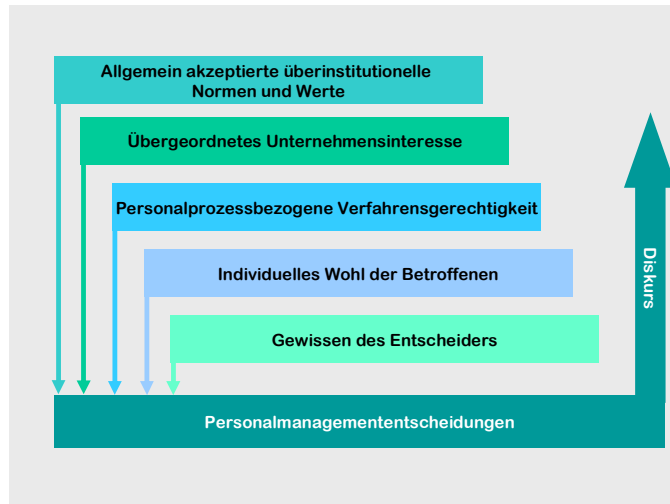 Allgemein akzeptierte überinstitutionelle
Normen und Werte
Übergeordnetes Unternehmensinteresse
Personalprozessbezogene Verfahrensgerechtigkeit
Individuelles Wohl der Betroffenen
Gewissen des Entscheiders
Diskurs
Personalmanagemententscheidungen